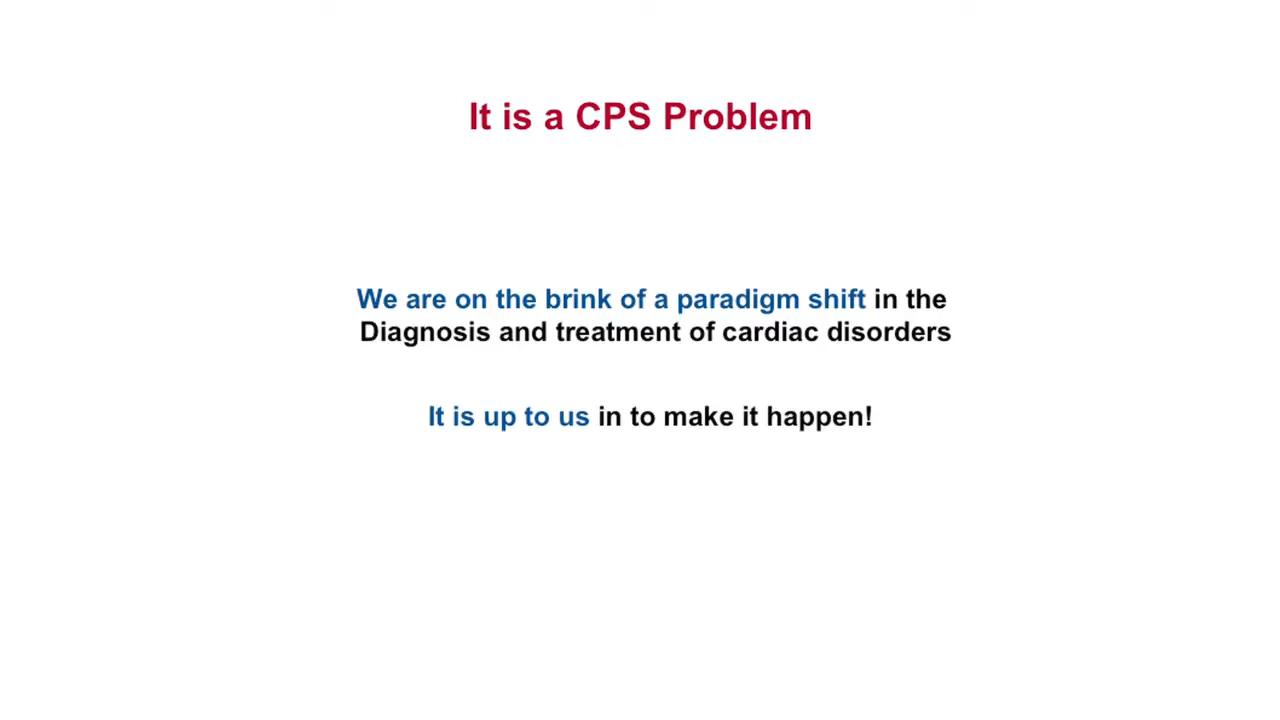 It is a CPS Problem
We are on the brink of a paradigm shift in the
Diagnosis and treatment of cardiac disorders
It is up to us in to make it happen!